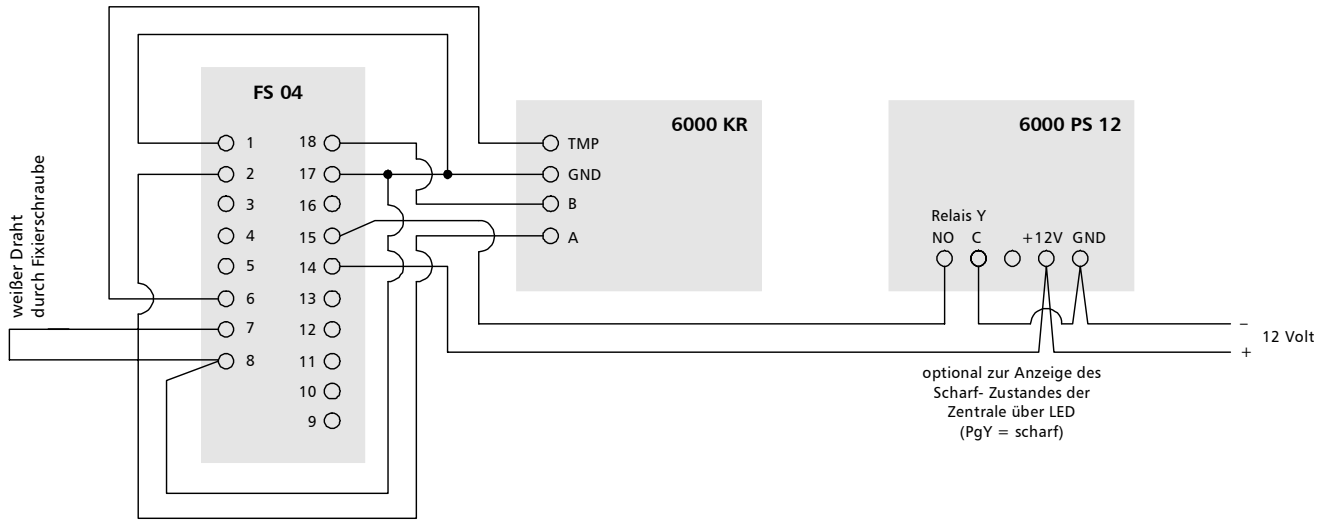 FS 04
1 18
2 17
3 16
4 15
5 14
6 13
7 12
8 11
10
9
weißer Draht
durch Fixierschraube
6000 KR
TMP
GND
B
A
6000 PS 12
Relais Y
NO C +12V GND
–
12 Volt
+
optional zur Anzeige des
Scharf- Zustandes der
Zentrale über LED
(PgY = scharf)